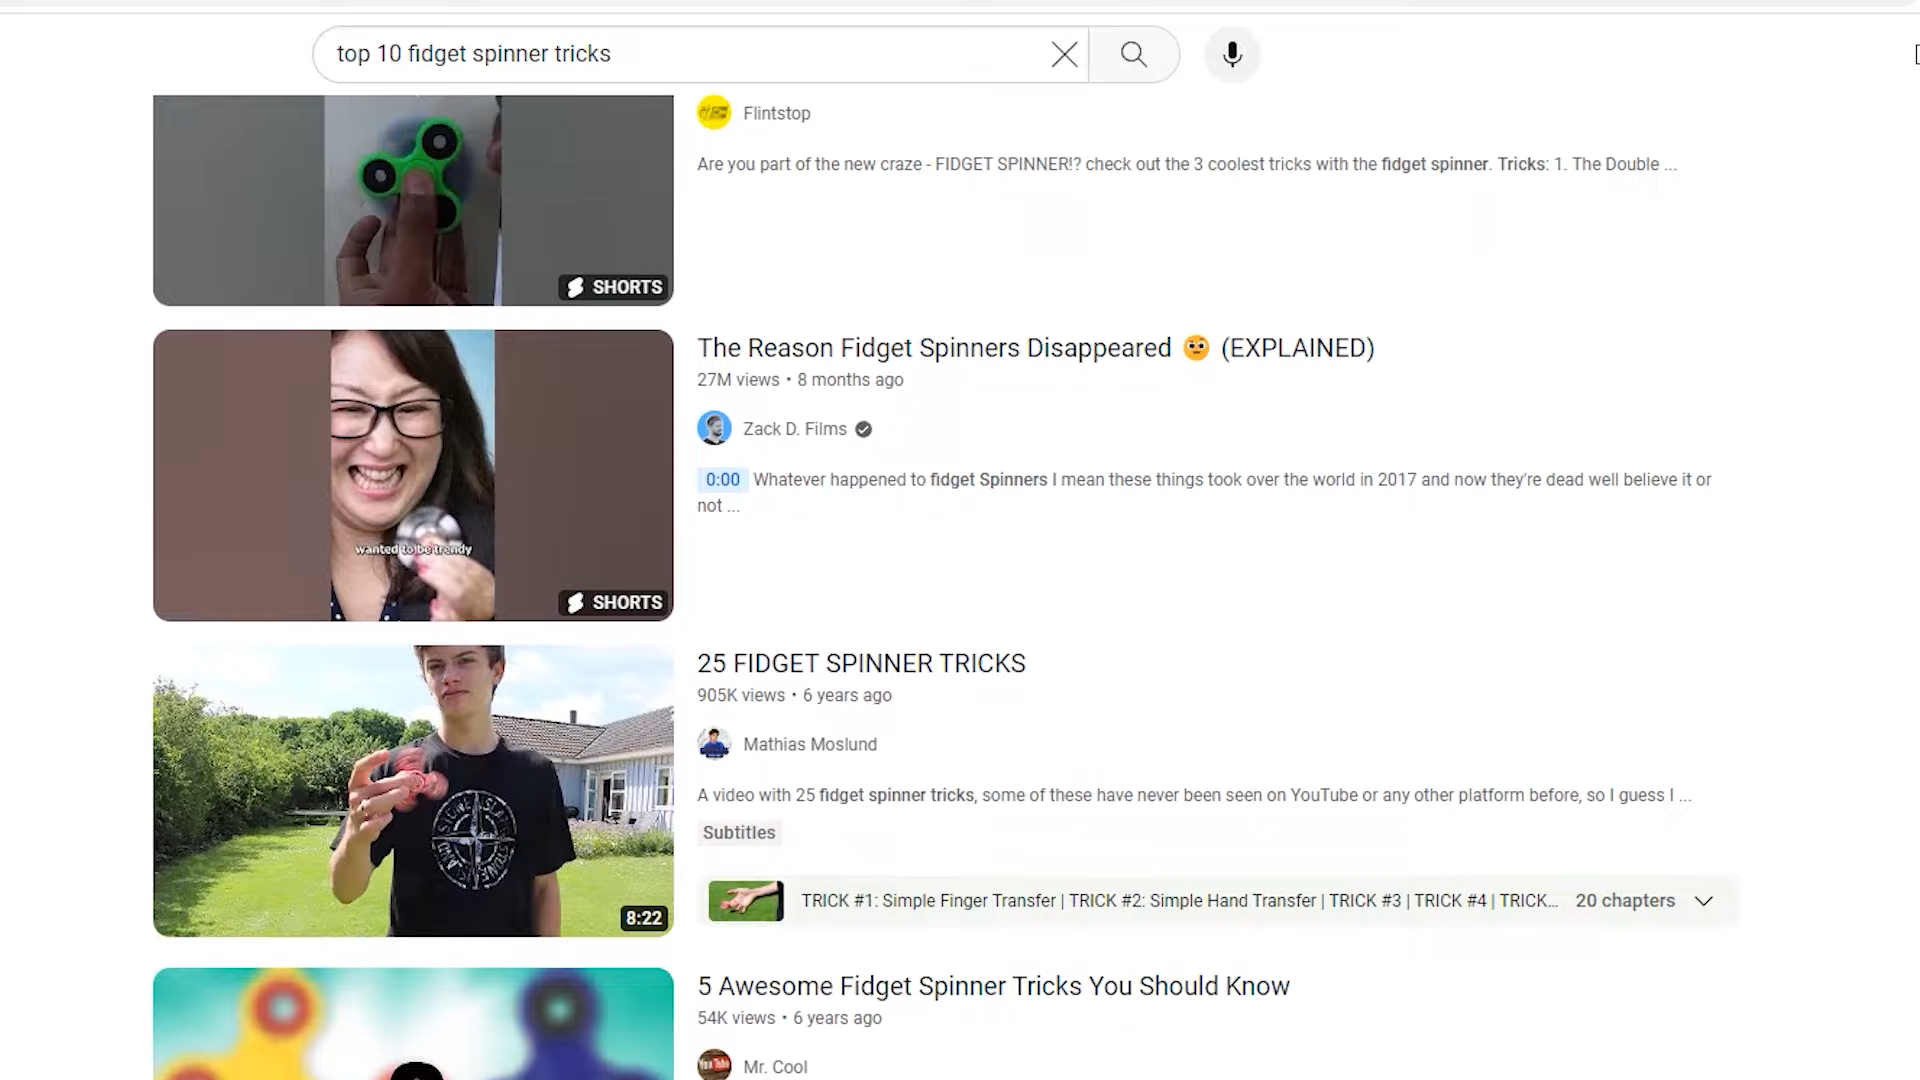 top 10 fidget spinner tricks
Flintstop
Are you part of the new craze - FIDGET SPINNER!? check out the 3 coolest tricks with the fidget spinner. Tricks: 1. The Double ...
SHORTS
The Reason Fidget Spinners Disappeared 🥺 (EXPLAINED)
27M views • 8 months ago
Zack D. Films
0:00 Whatever happened to fidget Spinners I mean these things took over the world in 2017 and now they're dead well believe it or
not ...
wanted to be trendy
SHORTS
25 FIDGET SPINNER TRICKS
905K views • 6 years ago
Mathias Moslund
A video with 25 fidget spinner tricks, some of these have never been seen on YouTube or any other platform before, so I guess I ...
Subtitles
TRICK #1: Simple Finger Transfer | TRICK #2: Simple Hand Transfer | TRICK #3 | TRICK #4 | TRICK... 20 chapters
STONE ISLAND
8:22
5 Awesome Fidget Spinner Tricks You Should Know
54K views • 6 years ago
Mr. Cool